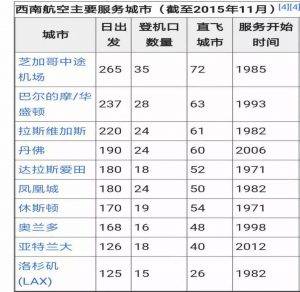 西南航空主要服务城市（截至2015年11月）[4][4]
城市 日出发 登机口数量 直飞城市 服务开始时间
芝加哥中途机场 265 35 72 1985
巴尔的摩/华盛顿 237 28 63 1993
拉斯维加斯 220 24 61 1982
丹佛 190 24 60 2006
达拉斯爱田 180 18 52 1971
凤凰城 180 24 50 1982
休斯顿 170 19 54 1971
奥兰多 168 16 48 1998
亚特兰大 126 18 40 2012
洛杉矶(LAX) 125 15 26 1982